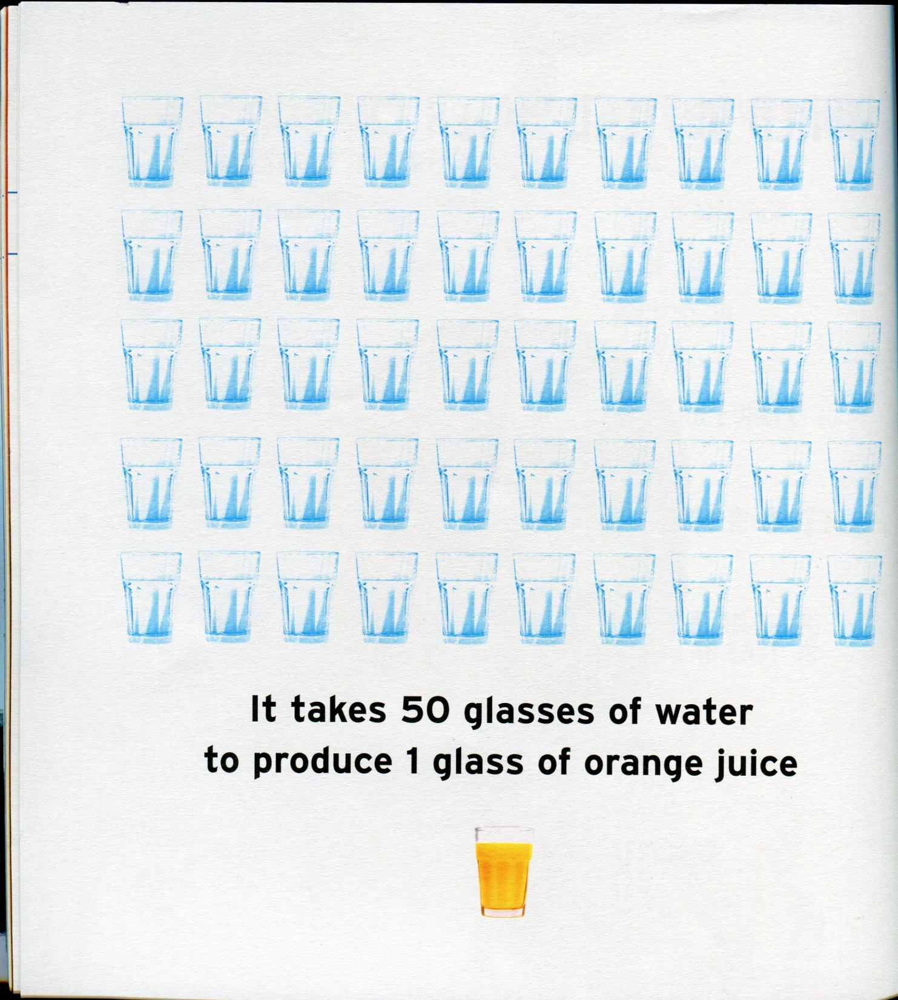 It takes 50 glasses of water
to produce 1 glass of orange juice